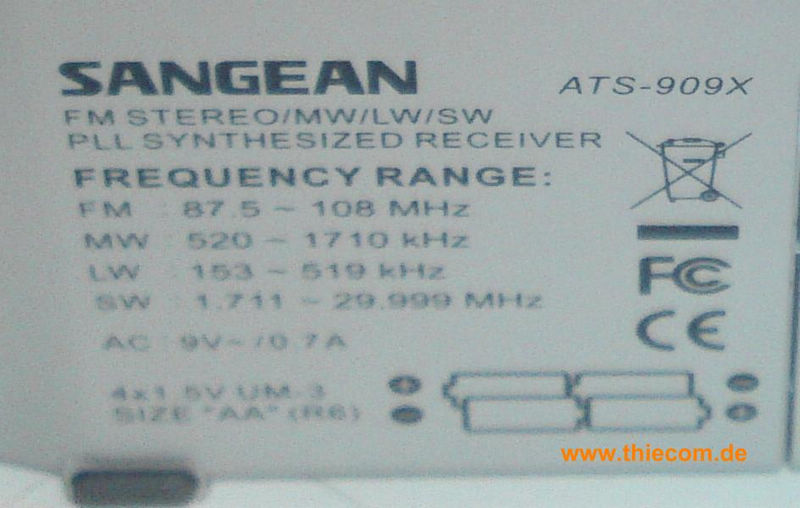 SANGEAN
ATS-909X
FM STEREO/MW/LW/SW
PLL SYNTHESIZED RECEIVER
FREQUENCY RANGE:
FM : 87.5 ~ 108 MHz
MW : 520 ~ 1710 kHz
LW : 153 ~ 519 kHz
SW : 1.711 ~ 29.999 MHz
AC : 9V~/0.7A
4x1.5V UM-3
SIZE "AA" (R6)
FC
CE
www.thiecom.de